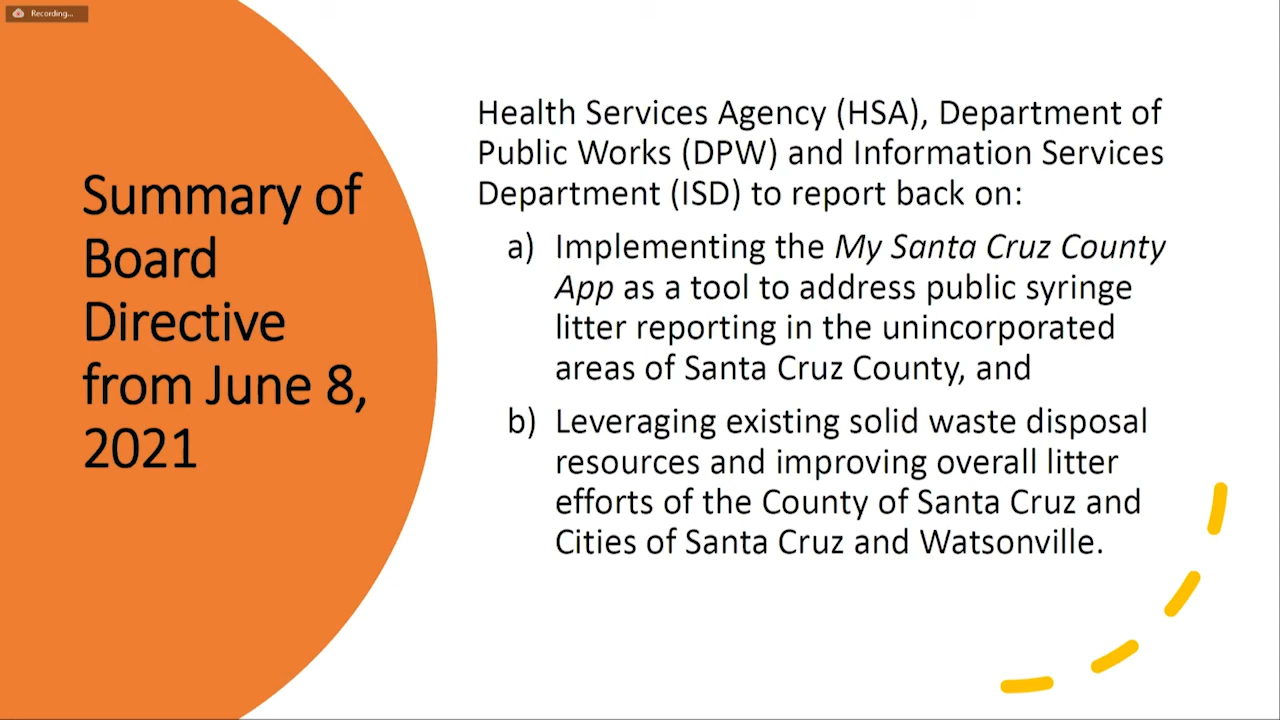 Recording...
Summary of
Board
Directive
from June 8,
2021
Health Services Agency (HSA), Department of
Public Works (DPW) and Information Services
Department (ISD) to report back on:
a) Implementing the My Santa Cruz County
App as a tool to address public syringe
litter reporting in the unincorporated
areas of Santa Cruz County, and
b) Leveraging existing solid waste disposal
resources and improving overall litter
efforts of the County of Santa Cruz and
Cities of Santa Cruz and Watsonville.